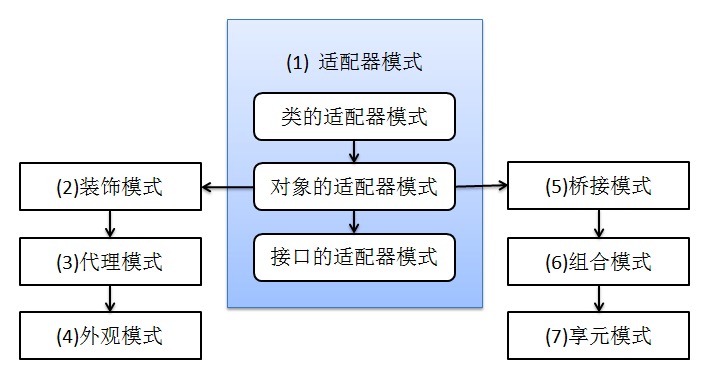 (1) 适配器模式
类的适配器模式
(2)装饰模式
对象的适配器模式
(5)桥接模式
(3)代理模式
接口的适配器模式
(6)组合模式
(4)外观模式
(7)享元模式